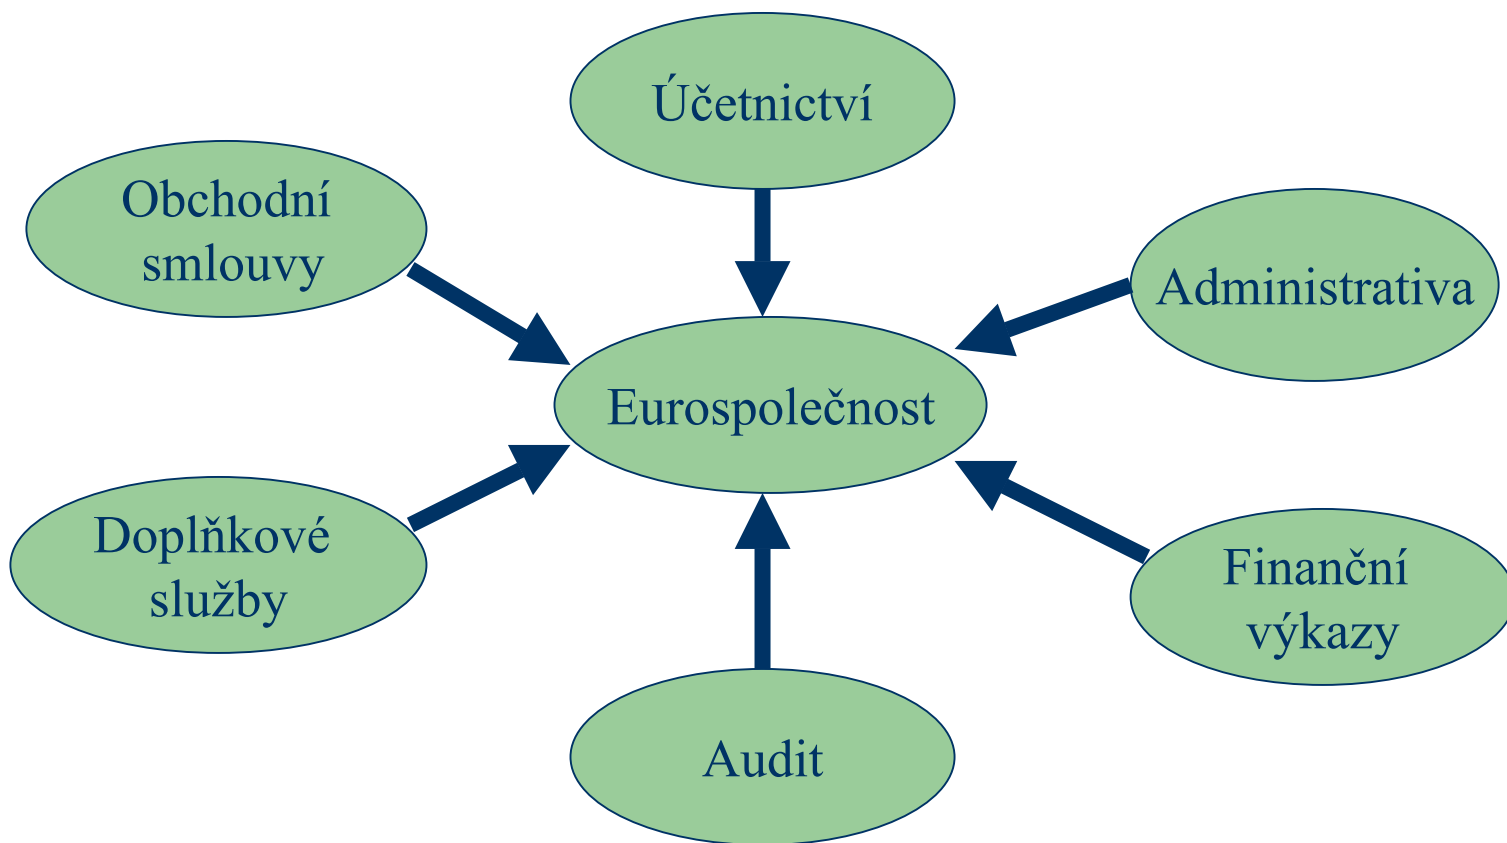 Účetnictví
Obchodní
smlouvy
Administrativa
Eurospolečnost
Doplňkové
služby
Finanční
výkazy
Audit